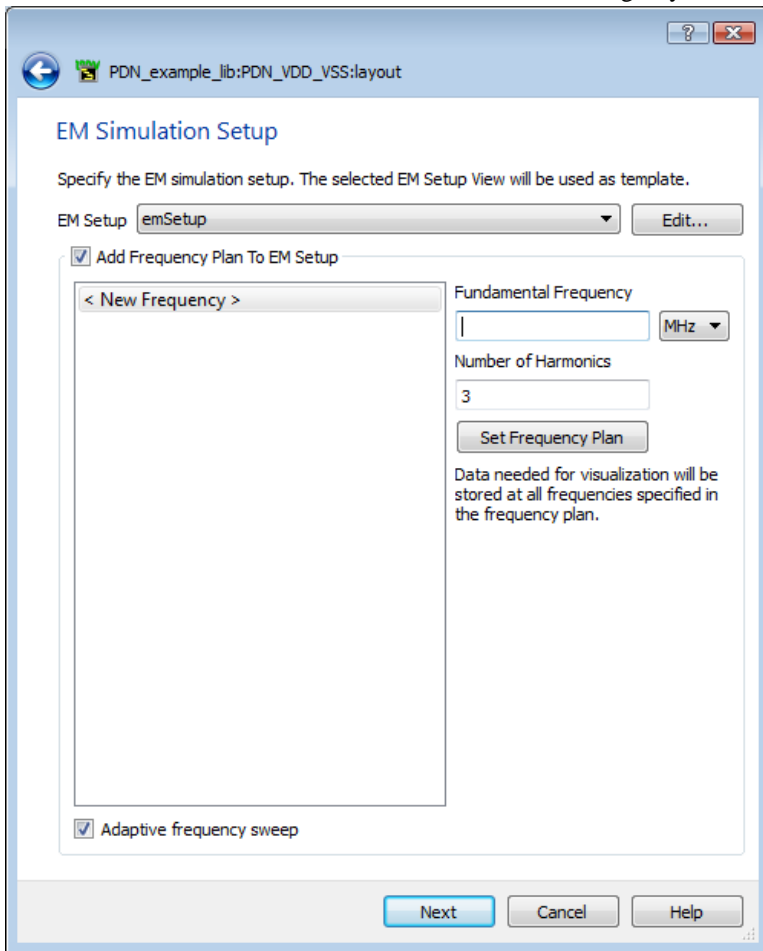 PDN_example_lib:PDN_VDD_VSS:layout
EM Simulation Setup
Specify the EM simulation setup. The selected EM Setup View will be used as template.
EM Setup emSetup Edit...
Add Frequency Plan To EM Setup
< New Frequency >
Fundamental Frequency
MHz
Number of Harmonics
3
Set Frequency Plan
Data needed for visualization will be
stored at all frequencies specified in
the frequency plan.
Adaptive frequency sweep
Next Cancel Help